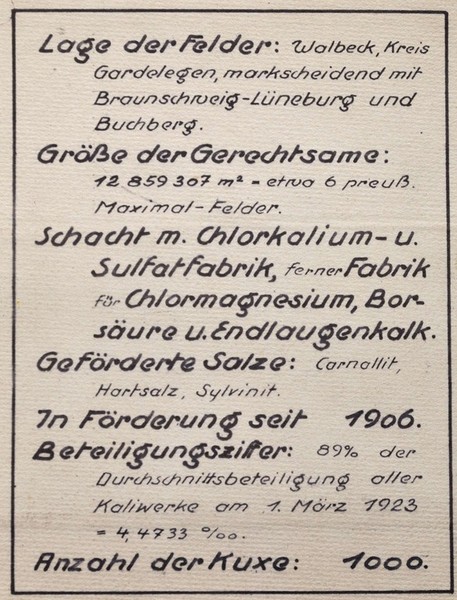 Lage der Felder: Walbeck, Kreis
Gardelegen, markscheidend mit
Braunschweig-Lüneburg und
Buchberg.
Größe der Gerechtsame:
12 859 307 m² = etwa 6 preuß.
Maximal-Felder.
Schacht m. Chlorkalium- u.
Sulfatfabrik, ferner Fabrik
für Chlormagnesium, Bor-
säure u. Endlaugenkalk.
Geförderte Salze: Carnallit,
Hartsalz, Sylvinit.
In Förderung seit 1906.
Beteiligungsziffer: 89% der
Durchschnittsbeteiligung aller
Kaliwerke am 1. März 1923
= 4,4733 ‰.
Anzahl der Kuxe: 1000.